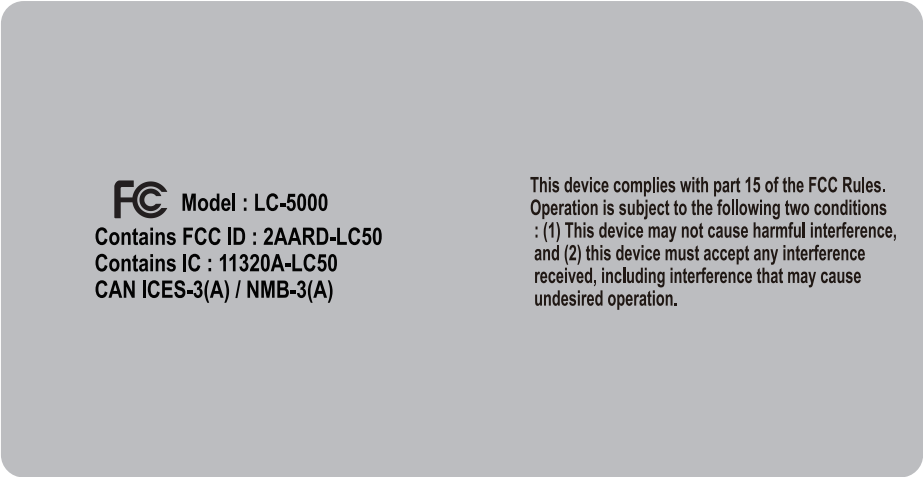 FC Model : LC-5000
Contains FCC ID : 2AARD-LC50
Contains IC : 11320A-LC50
CAN ICES-3(A) / NMB-3(A)
This device complies with part 15 of the FCC Rules.
Operation is subject to the following two conditions
: (1) This device may not cause harmful interference,
and (2) this device must accept any interference
received, including interference that may cause
undesired operation.